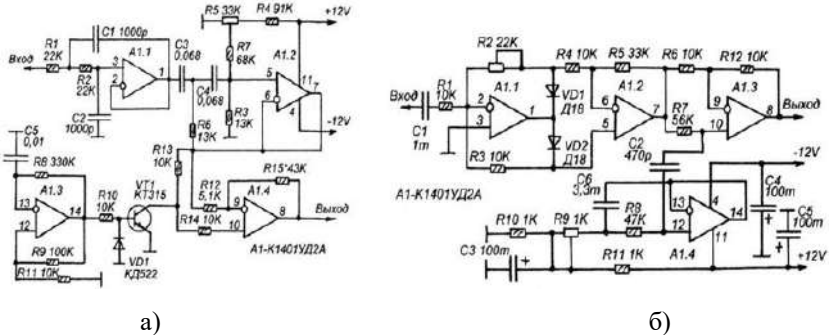 C1 1000p
R1
22K
Вход
R2
22K
3
2
A1.1
1
C2
1000p
C3
0,068
C4
0,068
R5 33K
R4 91K
+12V
R7
68K
A1.2
5
6
11
7
4
-12V
R3
13K
R6
13K
R13
10K
C5
0,01
R8 330K
A1.3
13
12
14
R9 100K
R11 10K
R10
10K
VT1
КТ315
VD1
КД522
R12
5,1K
R14 10K
R15*43K
9
10
A1.4
8
Выход
A1-К1401УД2А
а)
R2 22K
R4 10K
R5 33K
R6 10K
R12 10K
Вход
R1
10K
A1.1
2
3
1
C1
1m
VD1
Д18
VD2
Д18
R3 10K
A1.2
6
5
7
R7
56K
C2
470p
A1.3
9
10
8
Выход
A1-К1401УД2А
C6
3,3m
R10 1K
R9 1K
R8
47K
C3 100m
R11 1K
13
12
4
14
11
A1.4
-12V
C4
100m
C5
100m
+12V
б)